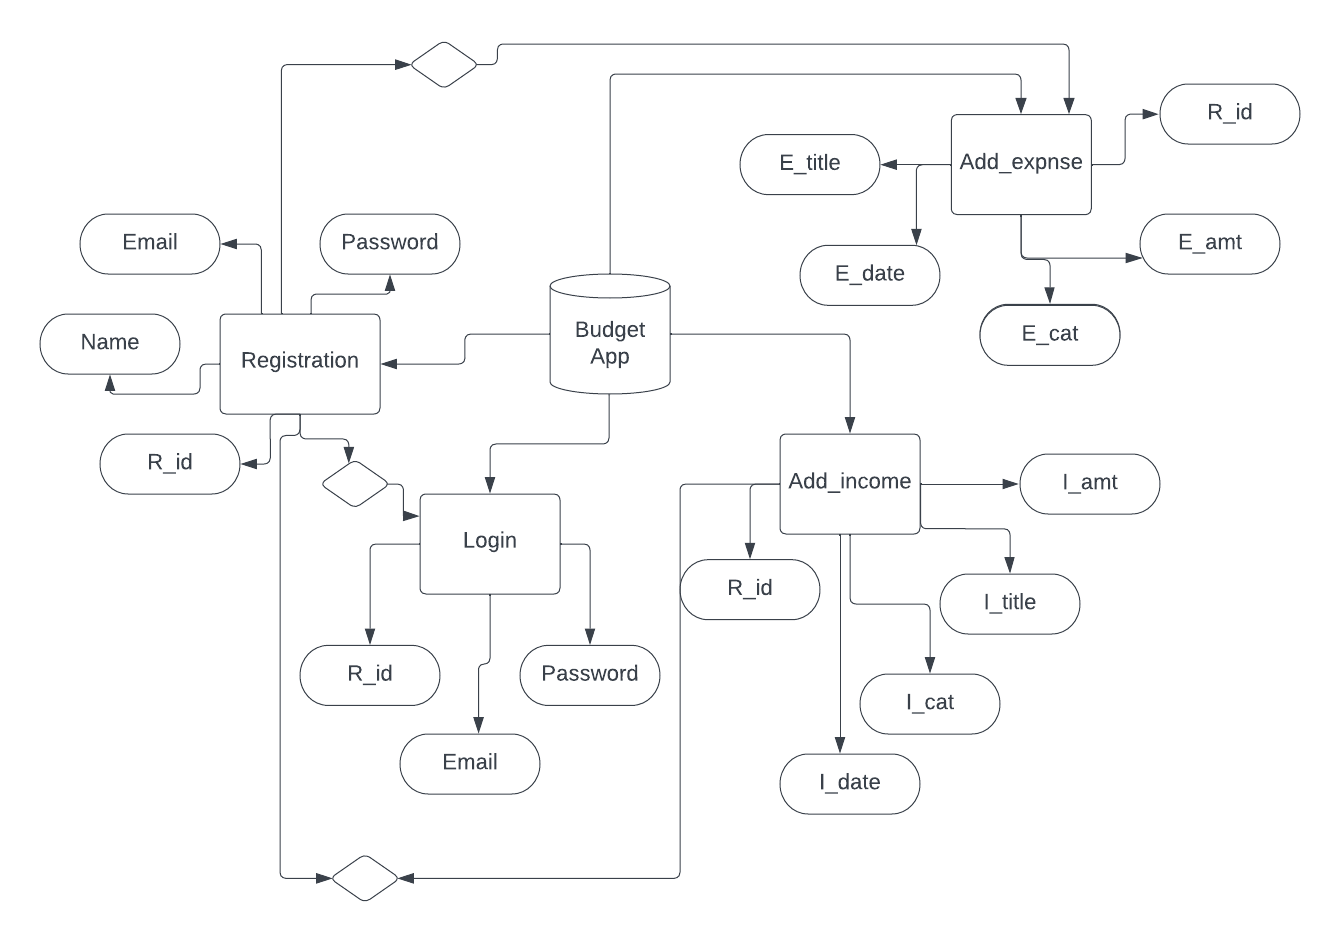 R_id
E_title
Add_expnse
Email
Password
E_amt
E_date
Budget
App
E_cat
Name
Registration
R_id
Add_income
I_amt
Login
R_id
I_title
R_id
Password
I_cat
Email
I_date